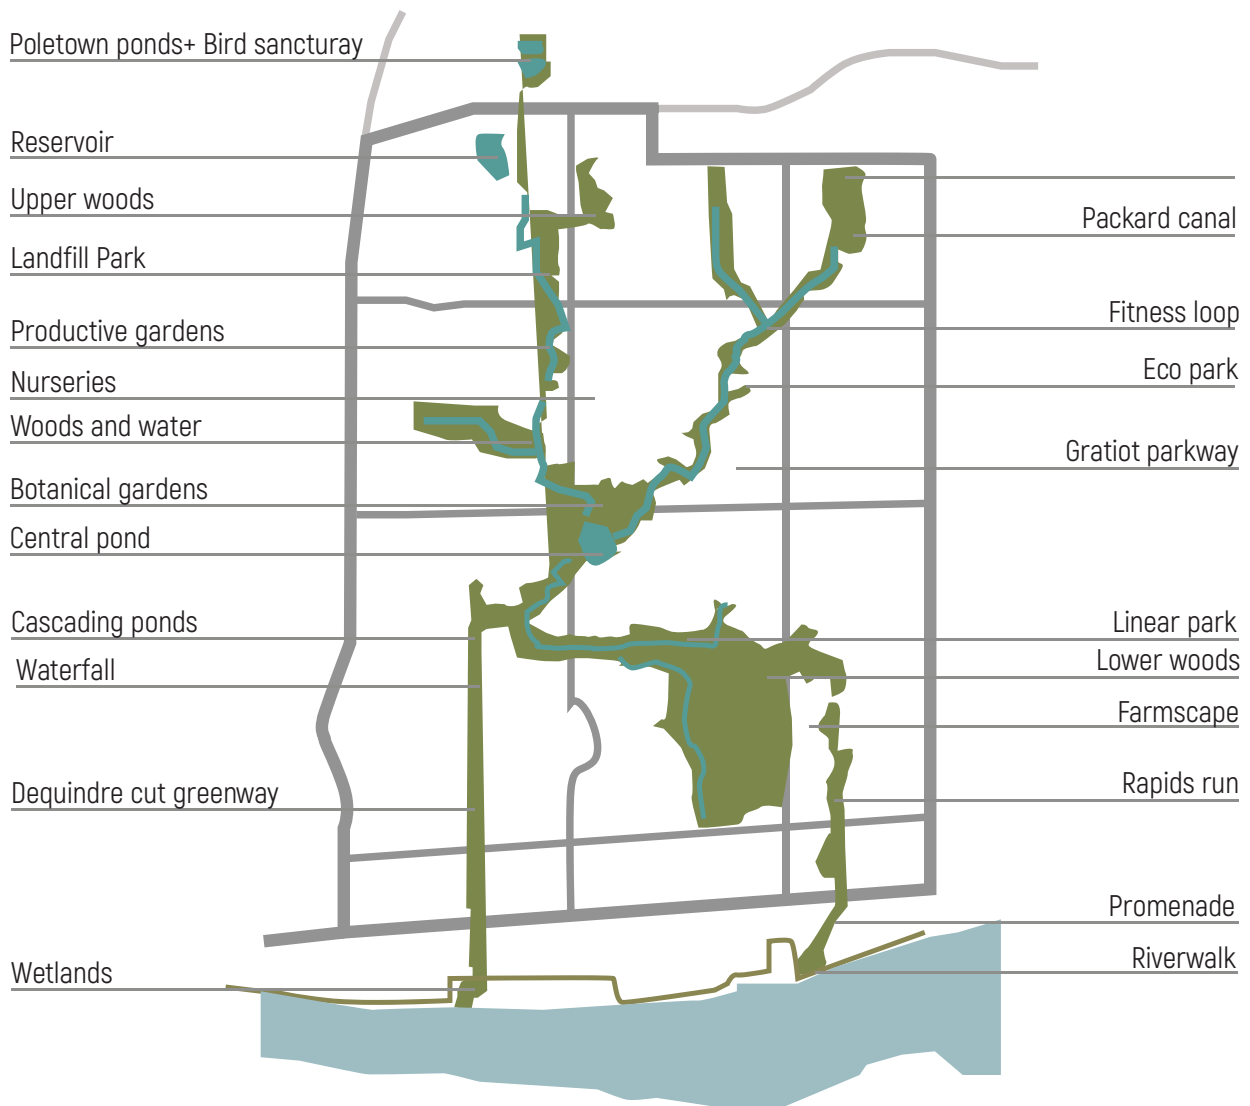 Poletown ponds+ Bird sancturay
Reservoir
Upper woods
Landfill Park
Productive gardens
Nurseries
Woods and water
Botanical gardens
Central pond
Cascading ponds
Waterfall
Dequindre cut greenway
Wetlands
Packard canal
Fitness loop
Eco park
Gratiot parkway
Linear park
Lower woods
Farmscape
Rapids run
Promenade
Riverwalk